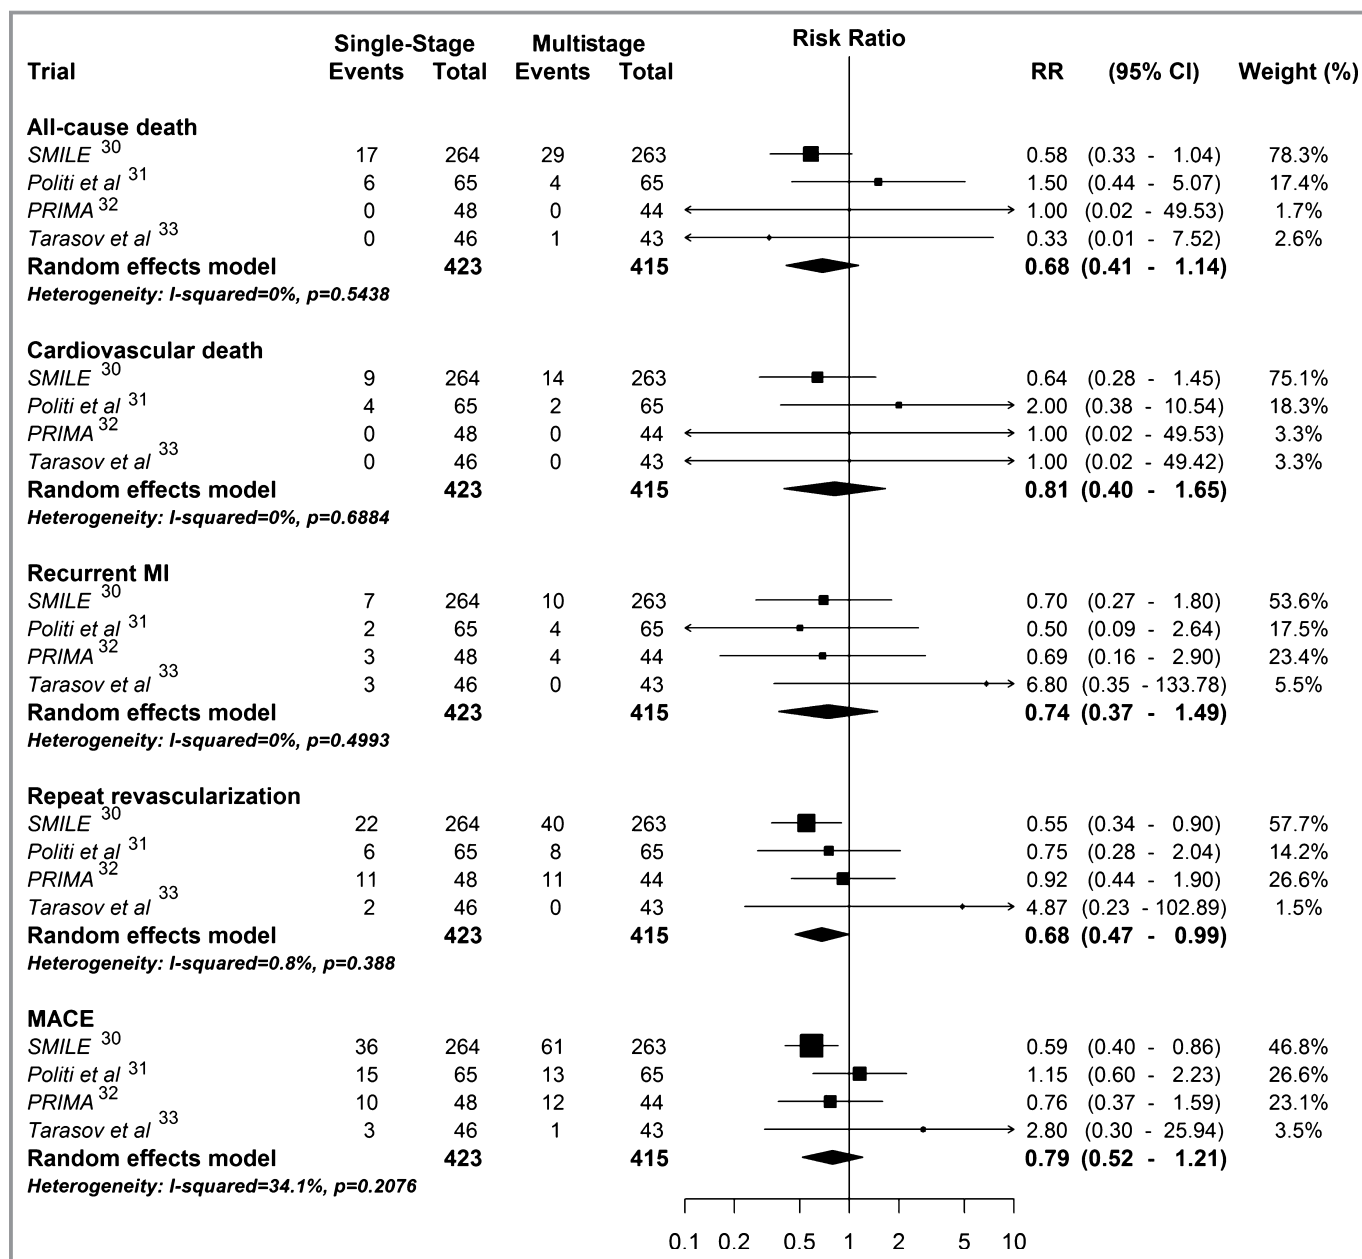 Single-Stage Multistage Risk Ratio
Trial Events Total Events Total RR (95% CI) Weight (%)
All-cause death
SMILE 30 17 264 29 263 0.58 (0.33 - 1.04) 78.3%
Politi et al 31 6 65 4 65 1.50 (0.44 - 5.07) 17.4%
PRIMA 32 0 48 0 44 1.00 (0.02 - 49.53) 1.7%
Tarasov et al 33 0 46 1 43 0.33 (0.01 - 7.52) 2.6%
Random effects model 423 415 0.68 (0.41 - 1.14)
Heterogeneity: I-squared=0%, p=0.5438
Cardiovascular death
SMILE 30 9 264 14 263 0.64 (0.28 - 1.45) 75.1%
Politi et al 31 4 65 2 65 2.00 (0.38 - 10.54) 18.3%
PRIMA 32 0 48 0 44 1.00 (0.02 - 49.53) 3.3%
Tarasov et al 33 0 46 0 43 1.00 (0.02 - 49.42) 3.3%
Random effects model 423 415 0.81 (0.40 - 1.65)
Heterogeneity: I-squared=0%, p=0.6884
Recurrent MI
SMILE 30 7 264 10 263 0.70 (0.27 - 1.80) 53.6%
Politi et al 31 2 65 4 65 0.50 (0.09 - 2.64) 17.5%
PRIMA 32 3 48 4 44 0.69 (0.16 - 2.90) 23.4%
Tarasov et al 33 3 46 0 43 6.80 (0.35 - 133.78) 5.5%
Random effects model 423 415 0.74 (0.37 - 1.49)
Heterogeneity: I-squared=0%, p=0.4993
Repeat revascularization
SMILE 30 22 264 40 263 0.55 (0.34 - 0.90) 57.7%
Politi et al 31 6 65 8 65 0.75 (0.28 - 2.04) 14.2%
PRIMA 32 11 48 11 44 0.92 (0.44 - 1.90) 26.6%
Tarasov et al 33 2 46 0 43 4.87 (0.23 - 102.89) 1.5%
Random effects model 423 415 0.68 (0.47 - 0.99)
Heterogeneity: I-squared=0.8%, p=0.388
MACE
SMILE 30 36 264 61 263 0.59 (0.40 - 0.86) 46.8%
Politi et al 31 15 65 13 65 1.15 (0.60 - 2.23) 26.6%
PRIMA 32 10 48 12 44 0.76 (0.37 - 1.59) 23.1%
Tarasov et al 33 3 46 1 43 2.80 (0.30 - 25.94) 3.5%
Random effects model 423 415 0.79 (0.52 - 1.21)
Heterogeneity: I-squared=34.1%, p=0.2076
0.1 0.2 0.5 1 2 5 10